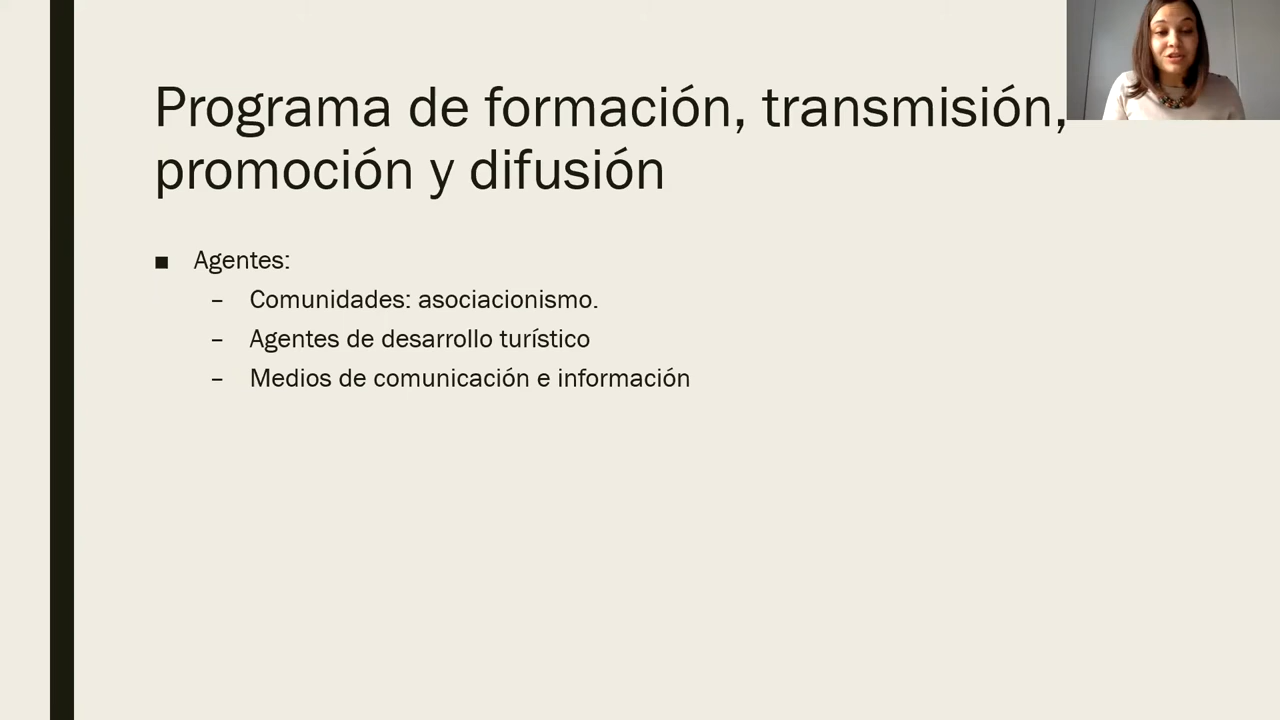 Programa de formación, transmisión,
promoción y difusión
■ Agentes:
– Comunidades: asociacionismo.
– Agentes de desarrollo turístico
– Medios de comunicación e información